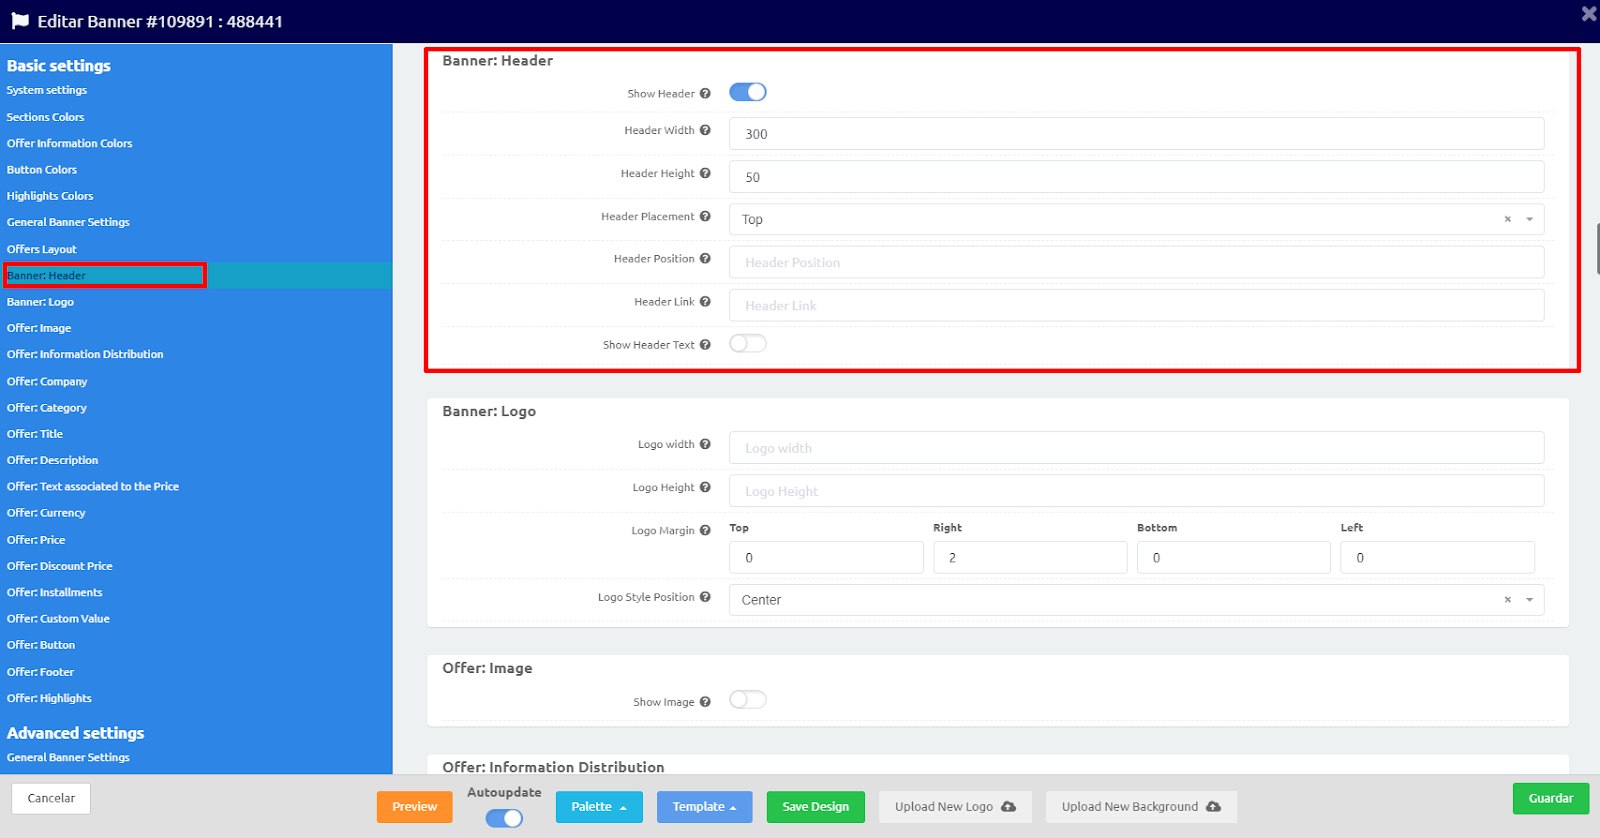 Editar Banner #109891 : 488441
Basic settings
System settings
Sections Colors
Offer Information Colors
Button Colors
Highlights Colors
General Banner Settings
Offers Layout
Banner: Header
Banner: Logo
Offer: Image
Offer: Information Distribution
Offer: Company
Offer: Category
Offer: Title
Offer: Description
Offer: Text associated to the Price
Offer: Currency
Offer: Price
Offer: Discount Price
Offer: Installments
Offer: Custom Value
Offer: Button
Offer: Footer
Offer: Highlights
Advanced settings
General Banner Settings
Banner: Header
Show Header
Header Width 300
Header Height 50
Header Placement Top
Header Position Header Position
Header Link Header Link
Show Header Text
Banner: Logo
Logo width Logo width
Logo Height Logo Height
Logo Margin Top Right Bottom Left
0 2 0 0
Logo Style Position Center
Offer: Image
Show Image
Offer: Information Distribution
Cancelar
Preview
Autoupdate
Palette
Template
Save Design
Upload New Logo
Upload New Background
Guardar